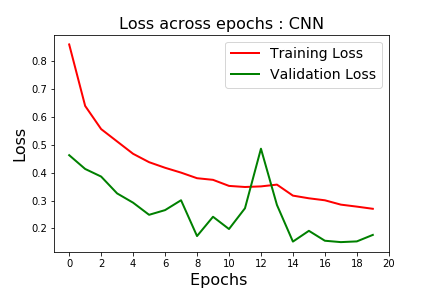 Loss across epochs : CNN
Training Loss
Validation Loss
0.8
0.7
0.6
0.5
0.4
0.3
0.2
Loss
0 2 4 6 8 10 12 14 16 18 20
Epochs